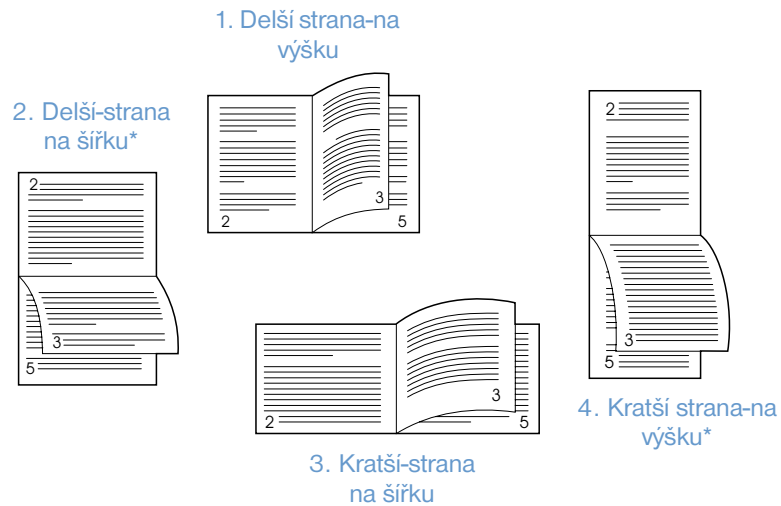 1. Delší strana-na
výšku
2. Delší-strana
na šířku*
2
3
5
2
3
5
2
3
5
2
3
5
3. Kratší-strana
na šířku
4. Kratší strana-na
výšku*